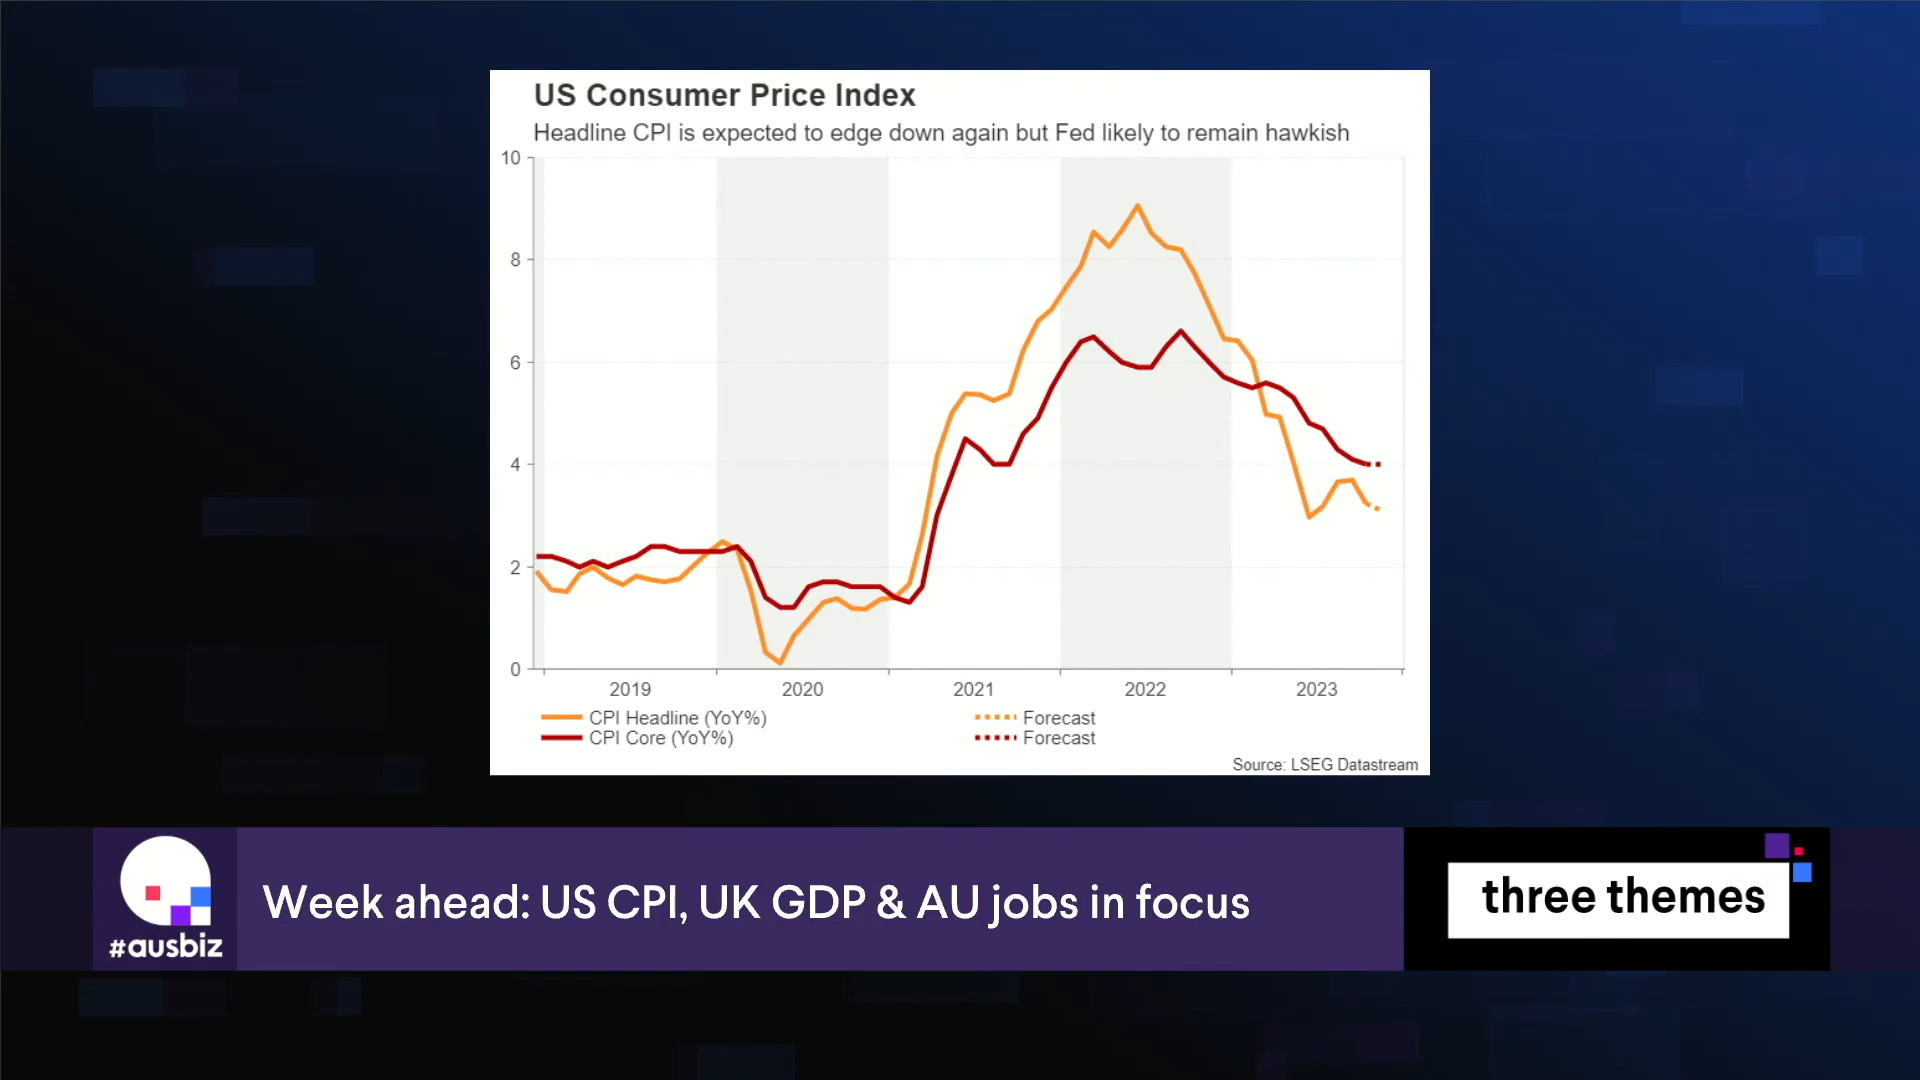 US Consumer Price Index
Headline CPI is expected to edge down again but Fed likely to remain hawkish
10
8
6
4
2
0
2019 2020 2021 2022 2023
CPI Headline (YoY%) Forecast
CPI Core (YoY%) Forecast
Source: LSEG Datastream
Week ahead: US CPI, UK GDP & AU jobs in focus
three themes
#ausbiz